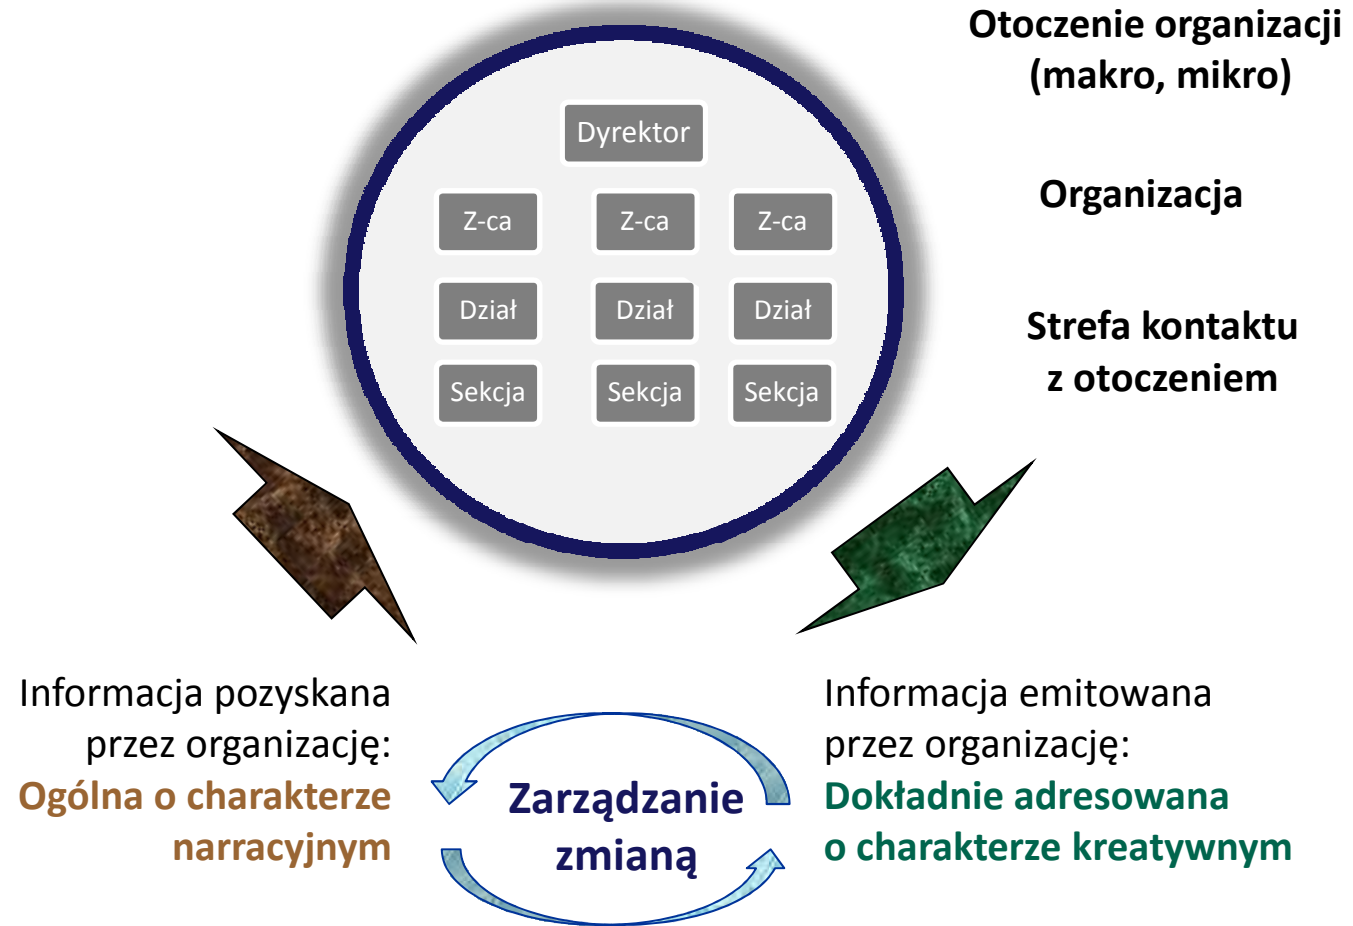 Otoczenie organizacji
(makro, mikro)
Dyrektor
Organizacja
Z-ca Z-ca Z-ca
Dział Dział Dział
Strefa kontaktu
z otoczeniem
Sekcja Sekcja Sekcja
Informacja pozyskana
przez organizację:
Ogólna o charakterze
narracyjnym
Zarządzanie
zmianą
Informacja emitowana
przez organizację:
Dokładnie adresowana
o charakterze kreatywnym